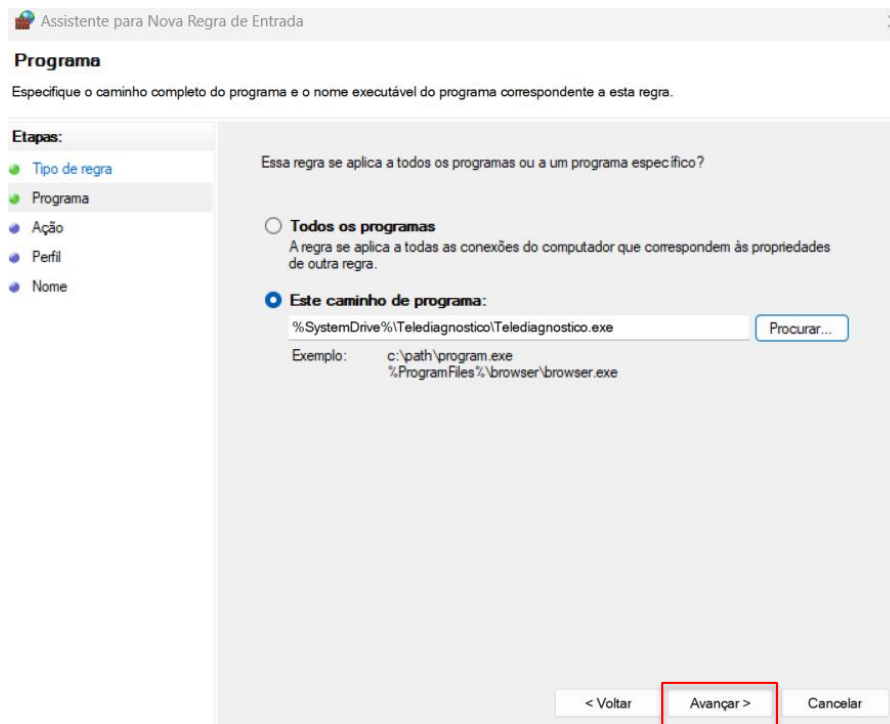 Assistente para Nova Regra de Entrada
Programa
Especifique o caminho completo do programa e o nome executável do programa correspondente a esta regra.
Etapas:
Tipo de regra
Programa
Ação
Perfil
Nome
Essa regra se aplica a todos os programas ou a um programa específico?
Todos os programas
A regra se aplica a todas as conexões do computador que correspondem às propriedades
de outra regra.
Este caminho de programa:
%SystemDrive%\Telediagnostico\Telediagnostico.exe
Procurar...
Exemplo: c:\path\program.exe
%ProgramFiles%\browser\browser.exe
< Voltar Avançar > Cancelar